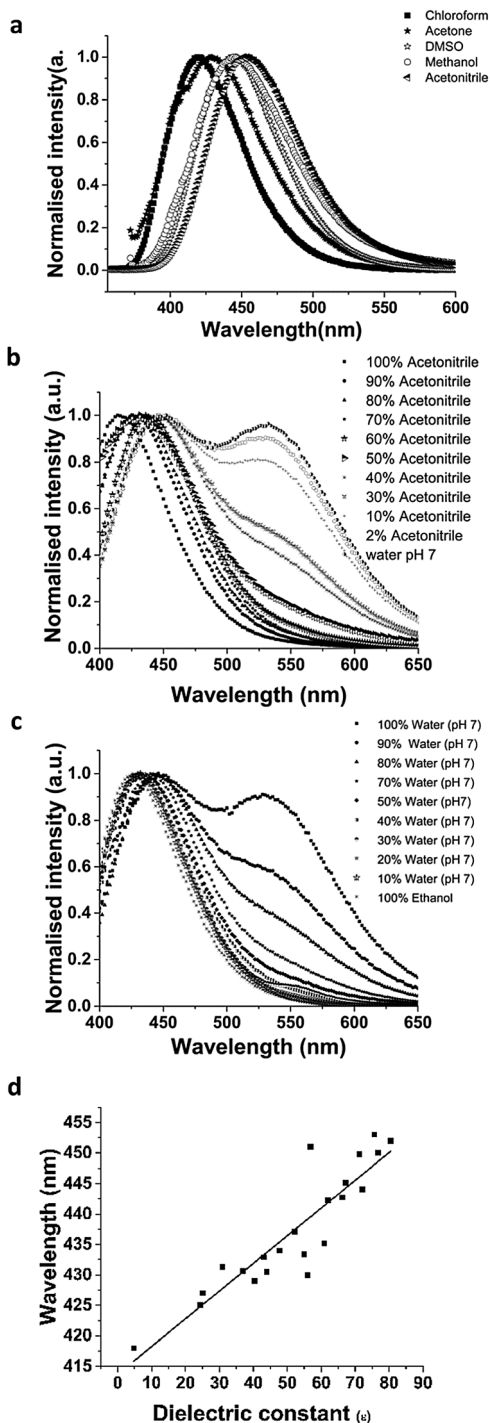 a
Chloroform
Acetone
DMSO
Methanol
Acetonitrile
Normalised intensity(a.
1.0
0.8
0.6
0.4
0.2
0.0
400 450 500 550 600
Wavelength(nm)
b
100% Acetonitrile
90% Acetonitrile
80% Acetonitrile
70% Acetonitrile
60% Acetonitrile
50% Acetonitrile
40% Acetonitrile
30% Acetonitrile
10% Acetonitrile
2% Acetonitrile
water pH 7
Normalised intensity (a.u.)
1.0
0.8
0.6
0.4
0.2
0.0
400 450 500 550 600 650
Wavelength (nm)
c
100% Water (pH 7)
90% Water (pH 7)
80% Water (pH 7)
70% Water (pH 7)
50% Water (pH7)
40% Water (pH 7)
30% Water (pH 7)
20% Water (pH 7)
10% Water (pH 7)
100% Ethanol
Normalised intensity (a.u.)
1.0
0.8
0.6
0.4
0.2
0.0
400 450 500 550 600 650
Wavelength (nm)
d
Wavelength (nm)
455
450
445
440
435
430
425
420
415
0 10 20 30 40 50 60 70 80 90
Dielectric constant